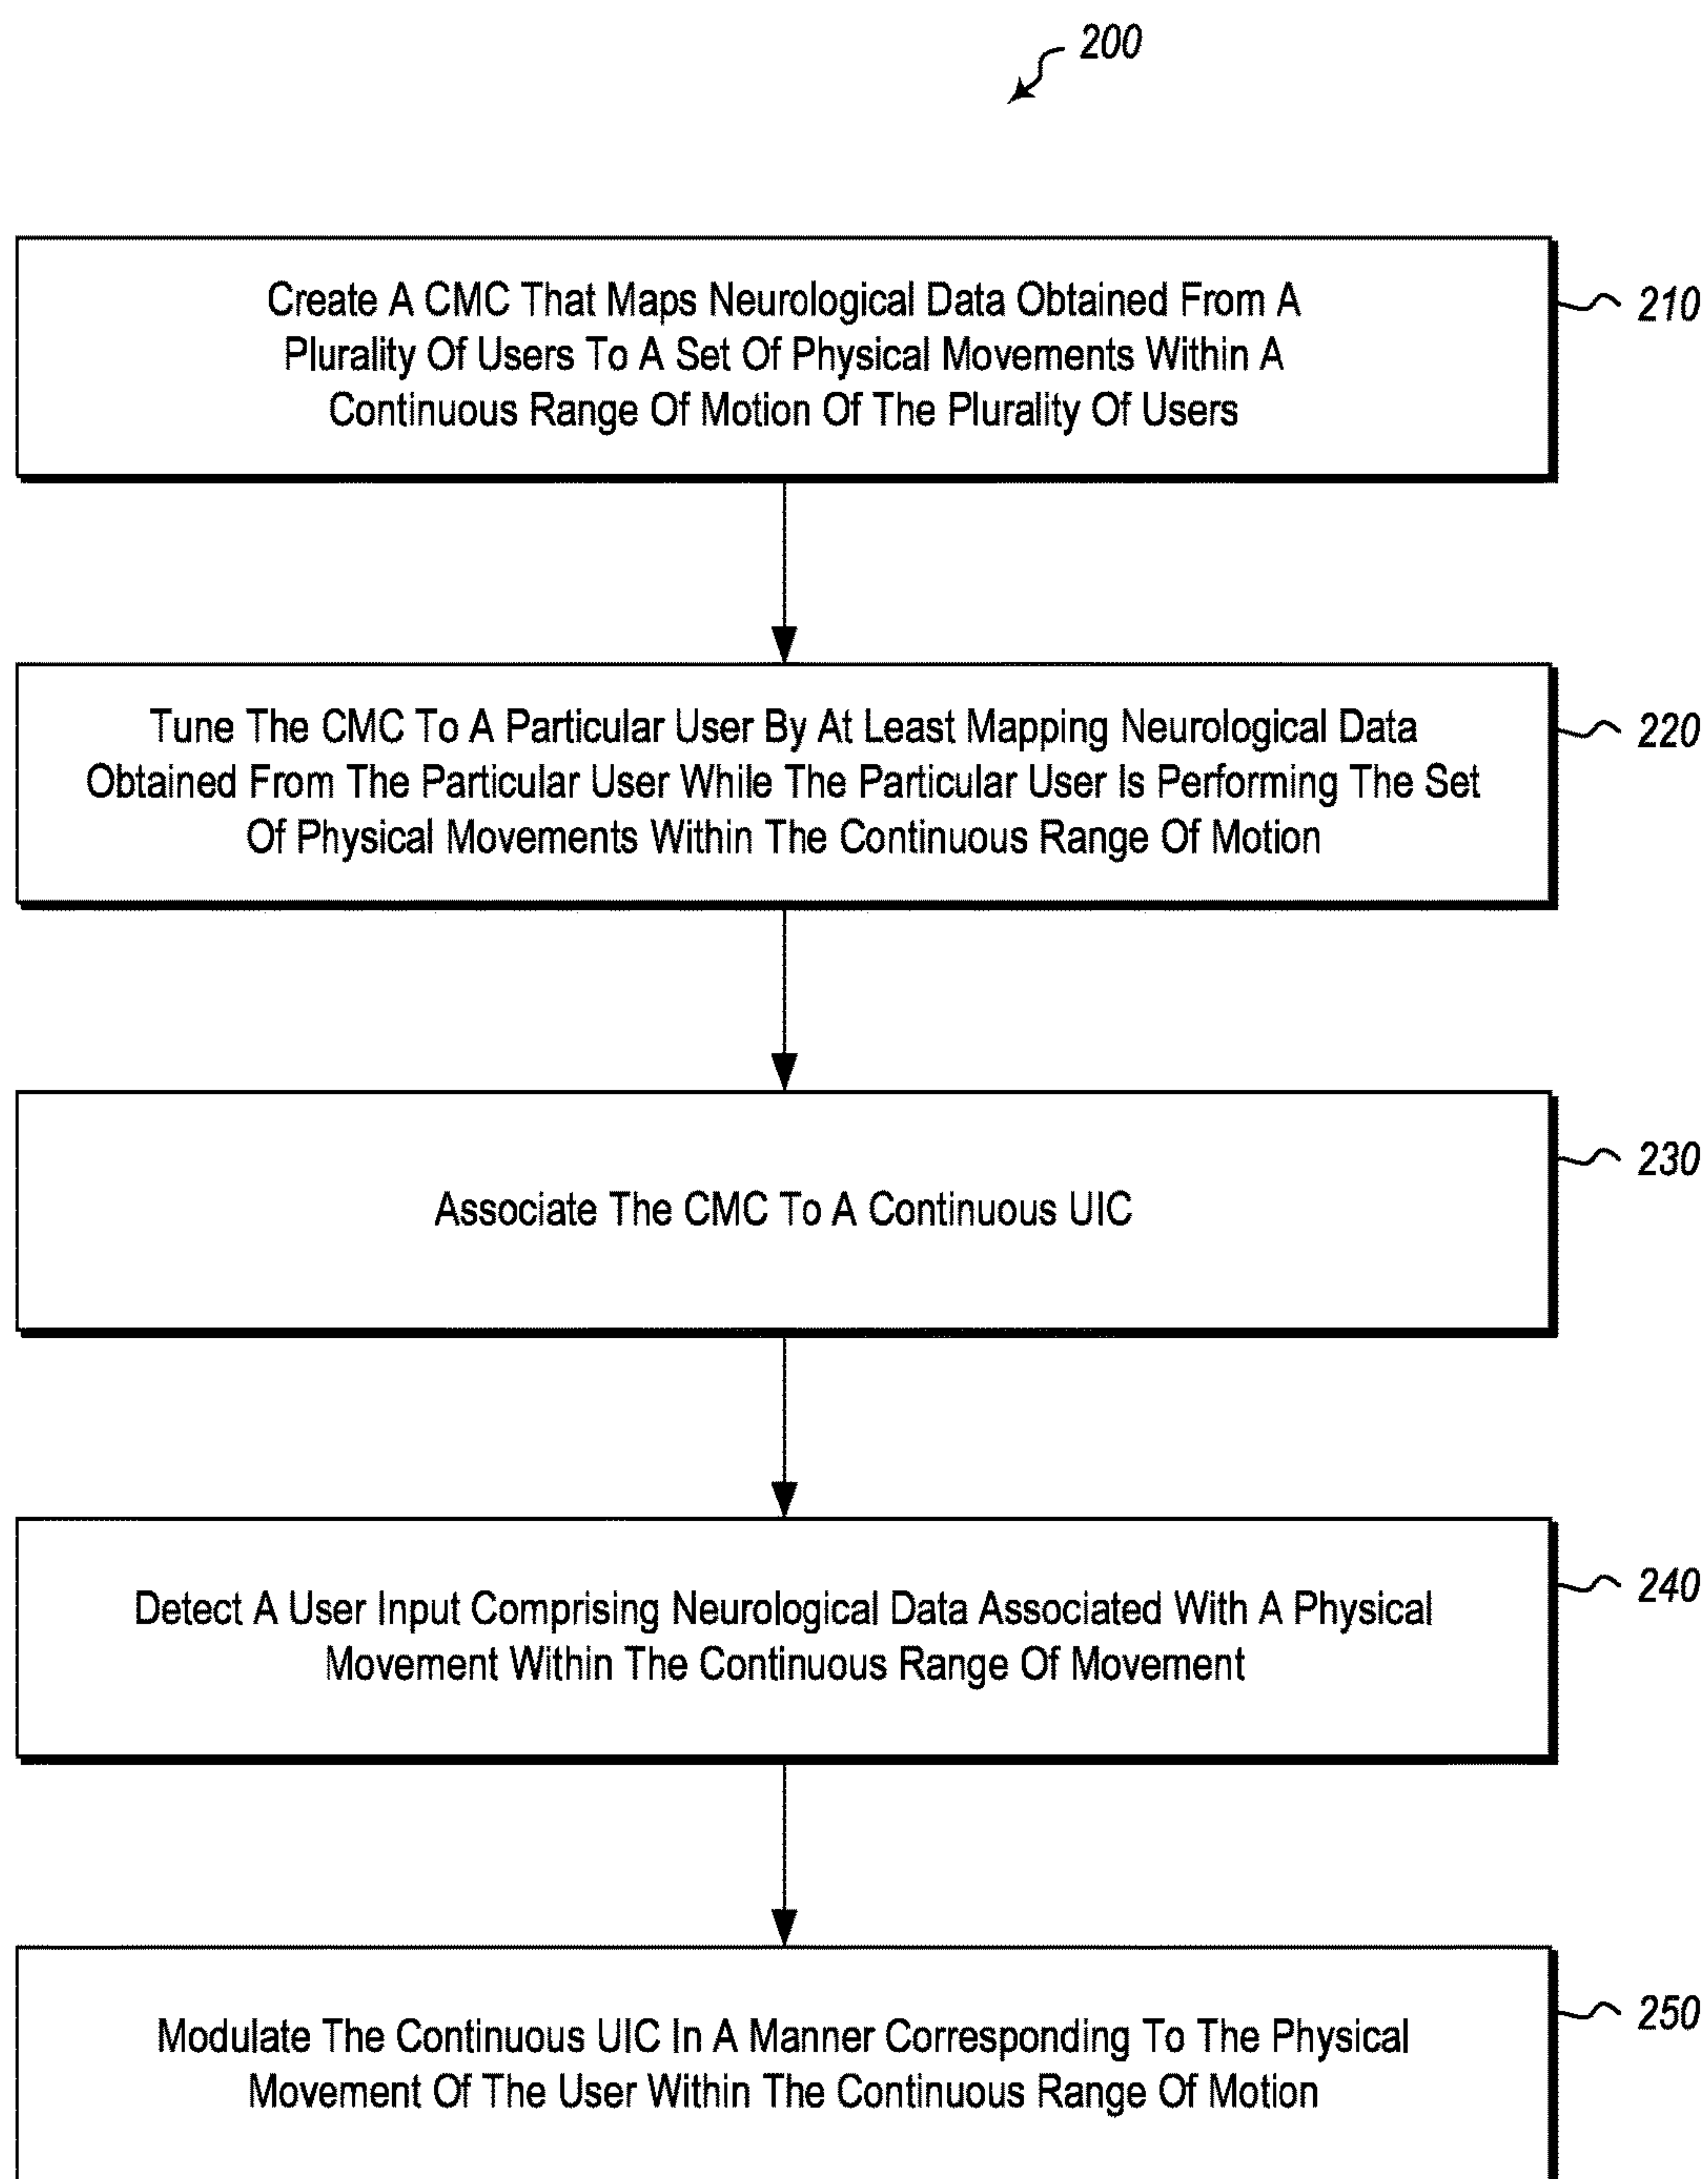 200
Create A CMC That Maps Neurological Data Obtained From A
Plurality Of Users To A Set Of Physical Movements Within A
Continuous Range Of Motion Of The Plurality Of Users
210
Tune The CMC To A Particular User By At Least Mapping Neurological Data
Obtained From The Particular User While The Particular User Is Performing The Set
Of Physical Movements Within The Continuous Range Of Motion
220
Associate The CMC To A Continuous UIC
230
Detect A User Input Comprising Neurological Data Associated With A Physical
Movement Within The Continuous Range Of Movement
240
Modulate The Continuous UIC In A Manner Corresponding To The Physical
Movement Of The User Within The Continuous Range Of Motion
250